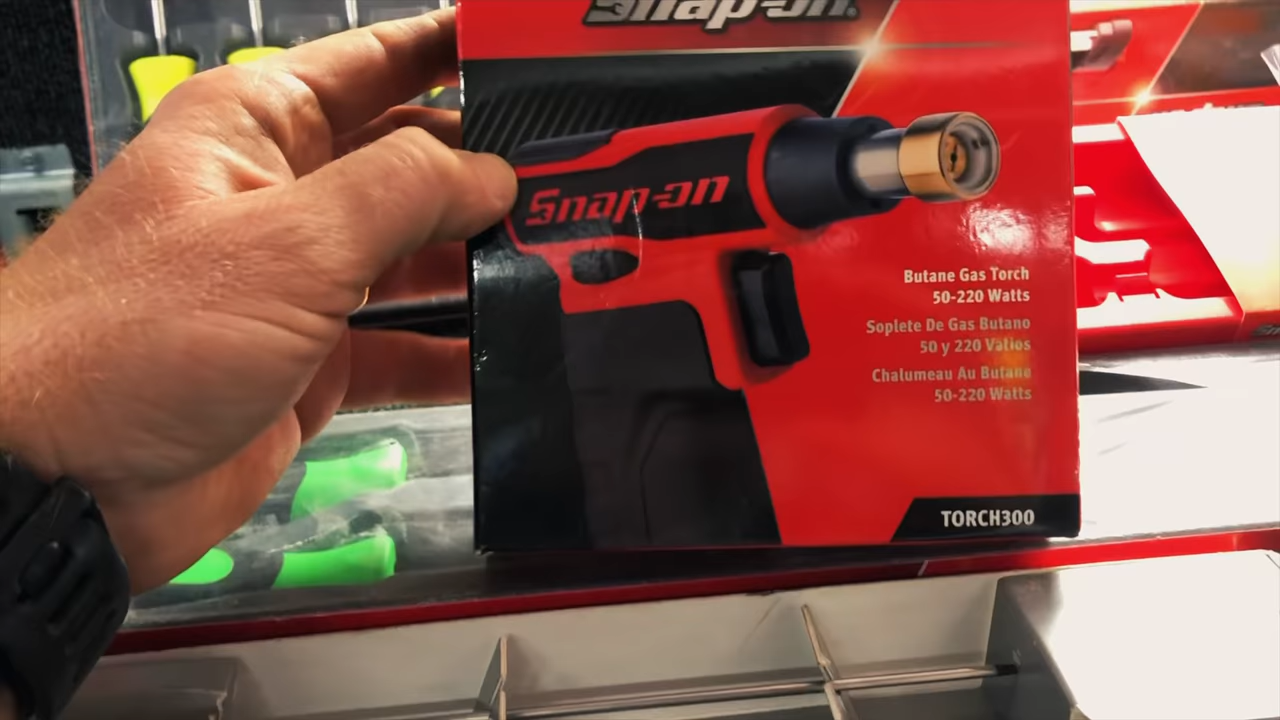 Snap-on
Snap-on
Butane Gas Torch
50-220 Watts
Soplete De Gas Butano
50 y 220 Vatios
Chalumeau Au Butane
50-220 Watts
TORCH300